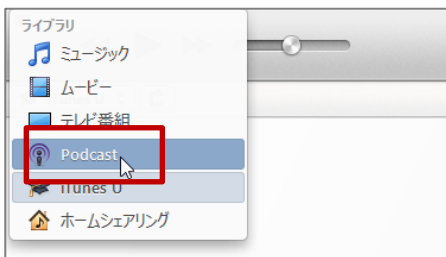 ライブラリ
ミュージック
ムービー
テレビ番組
Podcast
iTunes U
ホームシェアリング